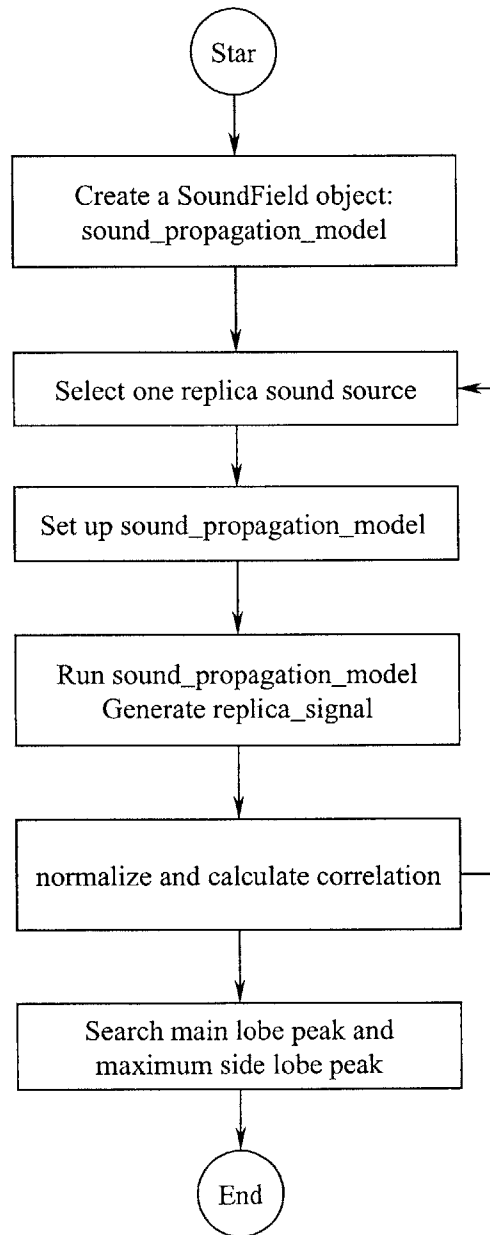 Star
Create a SoundField object:
sound_propagation_model
Select one replica sound source
Set up sound_propagation_model
Run sound_propagation_model
Generate replica_signal
normalize and calculate correlation
Search main lobe peak and
maximum side lobe peak
End